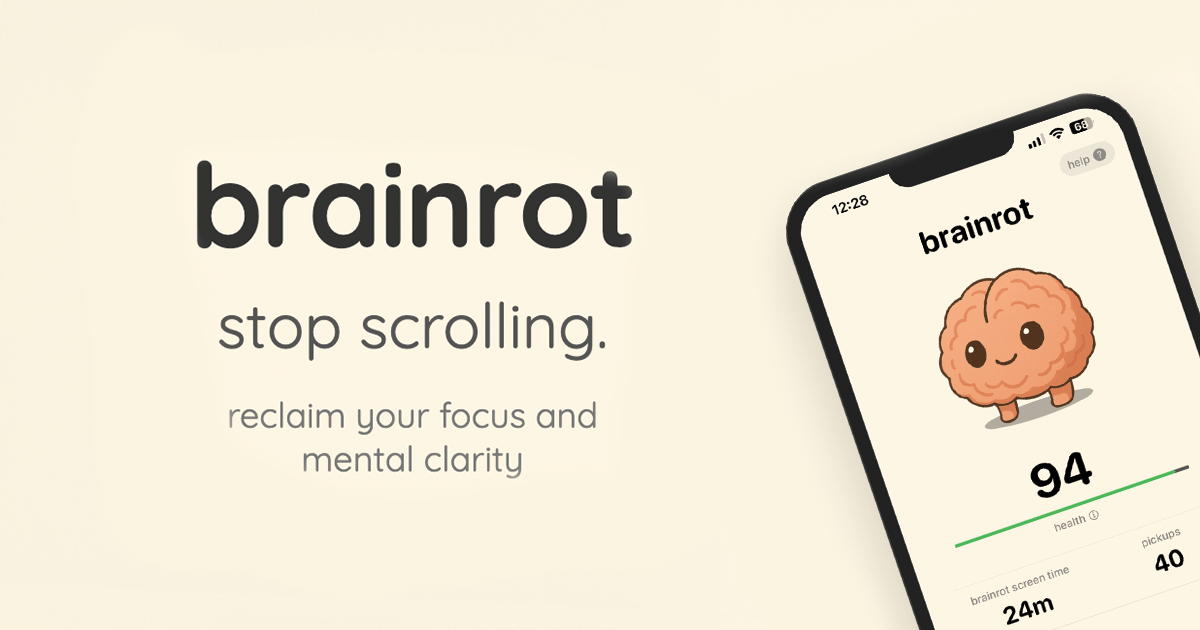 brainrot
stop scrolling.
reclaim your focus and
mental clarity
12:28
68
help ?
brainrot
94
health ⓘ
brainrot screen time
24m
pickups
40